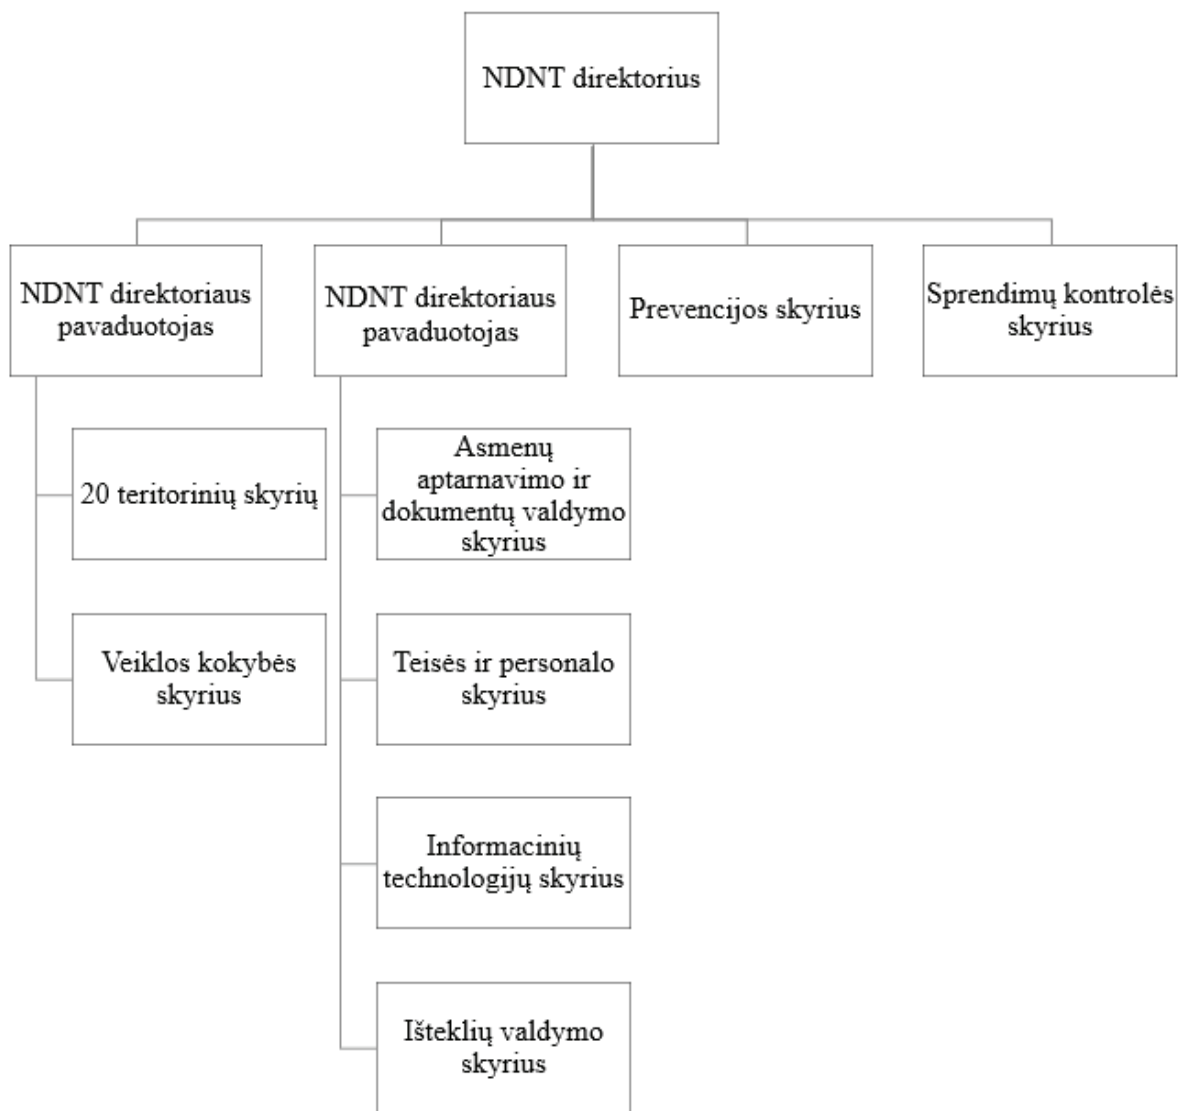 NDNT direktorius
NDNT direktoriaus
pavaduotojas
NDNT direktoriaus
pavaduotojas
Prevencijos skyrius
Sprendimų kontrolės
skyrius
20 teritorinių skyrių
Veiklos kokybės
skyrius
Asmenų
aptarnavimo ir
dokumentų valdymo
skyrius
Teisės ir personalo
skyrius
Informacinių
technologijų skyrius
Išteklių valdymo
skyrius